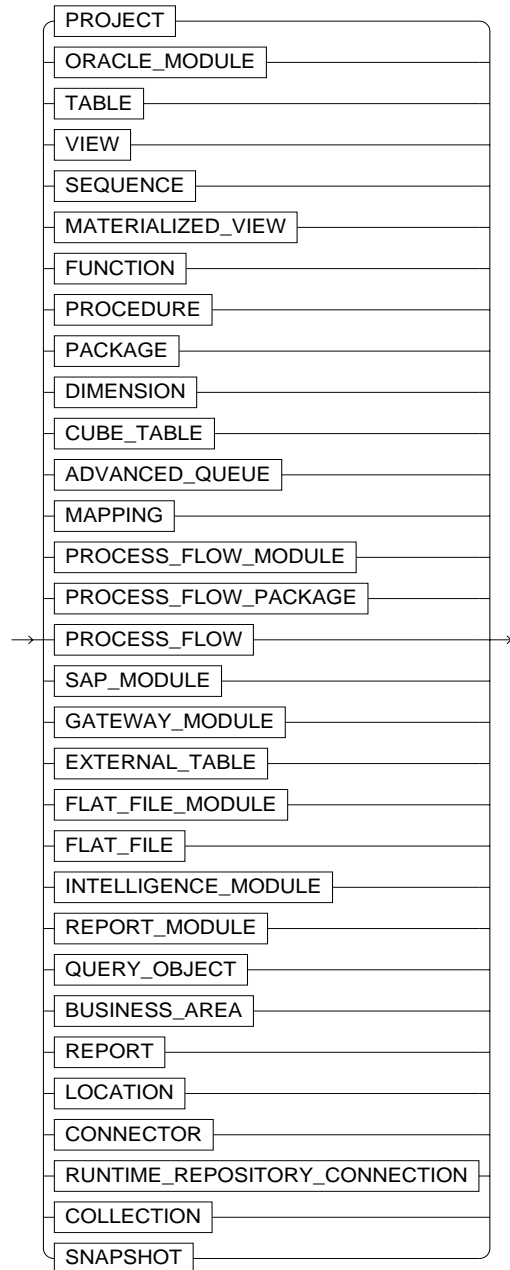 PROJECT
ORACLE_MODULE
TABLE
VIEW
SEQUENCE
MATERIALIZED_VIEW
FUNCTION
PROCEDURE
PACKAGE
DIMENSION
CUBE_TABLE
ADVANCED_QUEUE
MAPPING
PROCESS_FLOW_MODULE
PROCESS_FLOW_PACKAGE
PROCESS_FLOW
SAP_MODULE
GATEWAY_MODULE
EXTERNAL_TABLE
FLAT_FILE_MODULE
FLAT_FILE
INTELLIGENCE_MODULE
REPORT_MODULE
QUERY_OBJECT
BUSINESS_AREA
REPORT
LOCATION
CONNECTOR
RUNTIME_REPOSITORY_CONNECTION
COLLECTION
SNAPSHOT